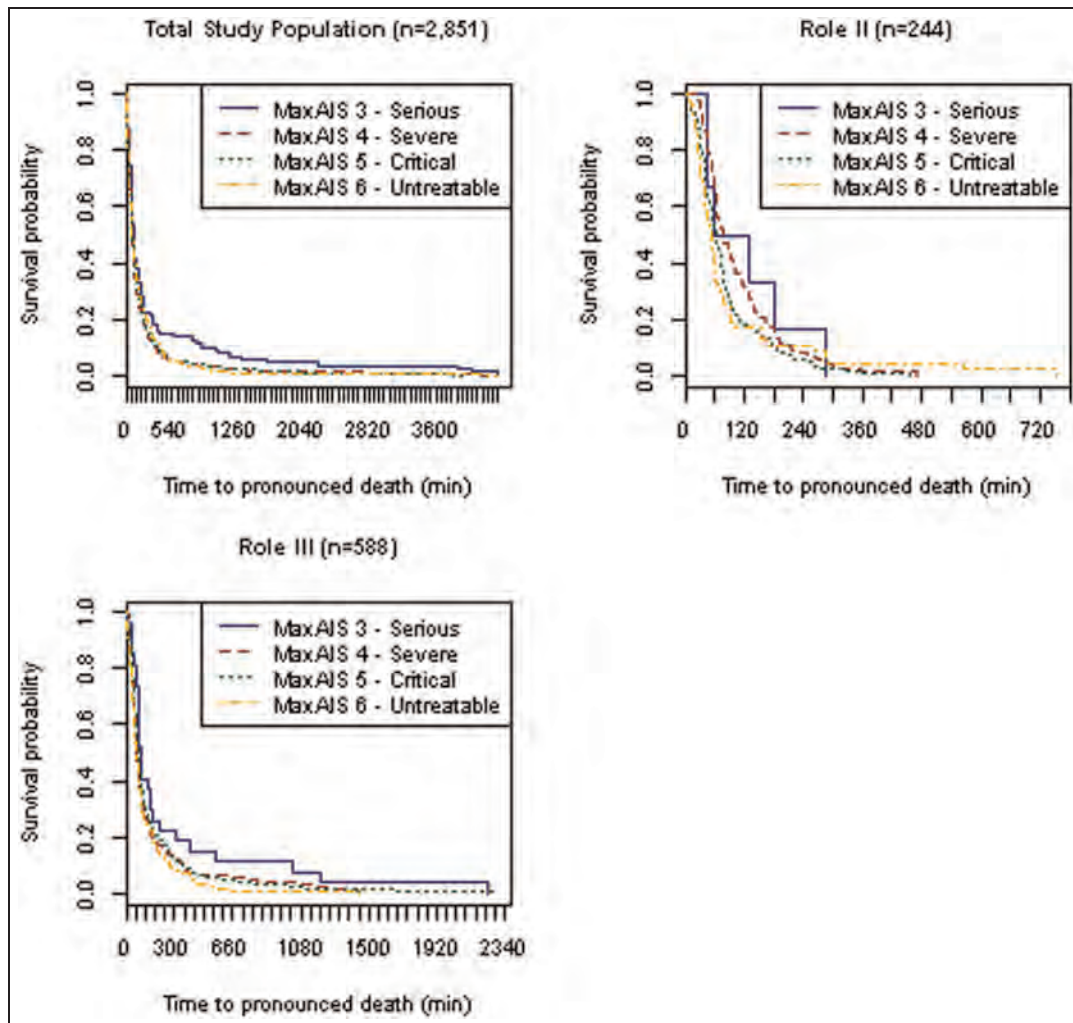 Total Study Population (n=2,851)
Survival probability
1.0
0.8
0.6
0.4
0.2
0.0
MaxAIS 3 - Serious
MaxAIS 4 - Severe
MaxAIS 5 - Critical
MaxAIS 6 - Untreatable
0 540 1260 2040 2820 3600
Time to pronounced death (min)
Role II (n=244)
Survival probability
1.0
0.8
0.6
0.4
0.2
0.0
MaxAIS 3 - Serious
MaxAIS 4 - Severe
MaxAIS 5 - Critical
MaxAIS 6 - Untreatable
0 120 240 360 480 600 720
Time to pronounced death (min)
Role III (n=588)
Survival probability
1.0
0.8
0.6
0.4
0.2
0.0
MaxAIS 3 - Serious
MaxAIS 4 - Severe
MaxAIS 5 - Critical
MaxAIS 6 - Untreatable
0 300 660 1080 1500 1920 2340
Time to pronounced death (min)